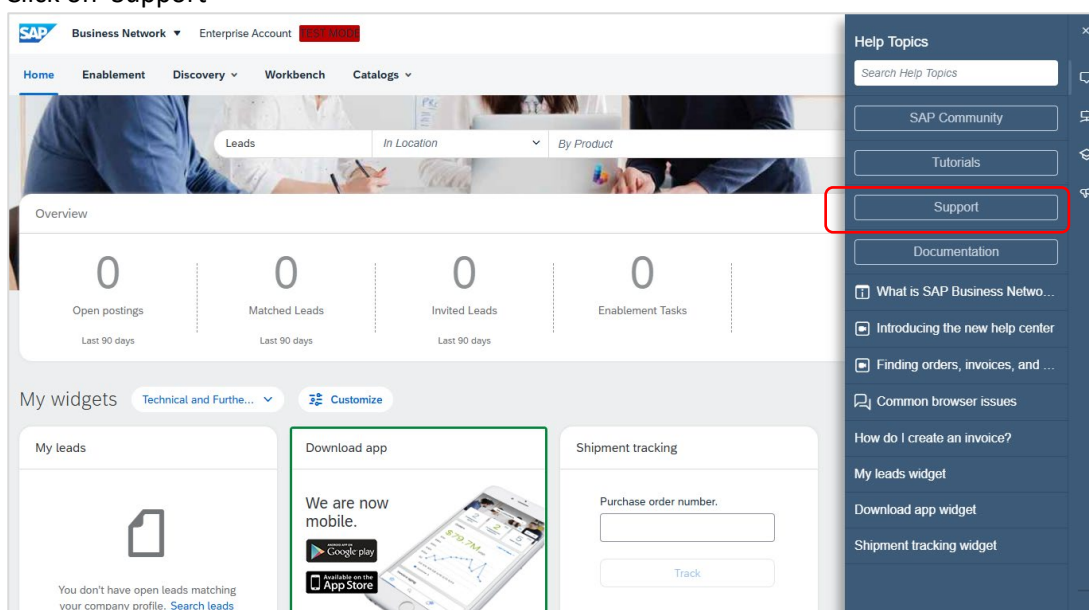 Click on "Support"
SAP Business Network ▼ Enterprise Account TEST MODE
Home Enablement Discovery Workbench Catalogs
Leads In Location By Product
Overview
0 0 0 0
Open postings Matched Leads Invited Leads Enablement Tasks
Last 90 days Last 90 days Last 90 days
My widgets Technical and Furthe... Customize
My leads Download app Shipment tracking
You don't have open leads matching
your company profile. Search leads
We are now
mobile.
ANDROID APP ON
Google play
Available on the
App Store
Purchase order number.
Track
Help Topics
Search Help Topics
SAP Community
Tutorials
Support
Documentation
What is SAP Business Netwo...
Introducing the new help center
Finding orders, invoices, and ...
Common browser issues
How do I create an invoice?
My leads widget
Download app widget
Shipment tracking widget